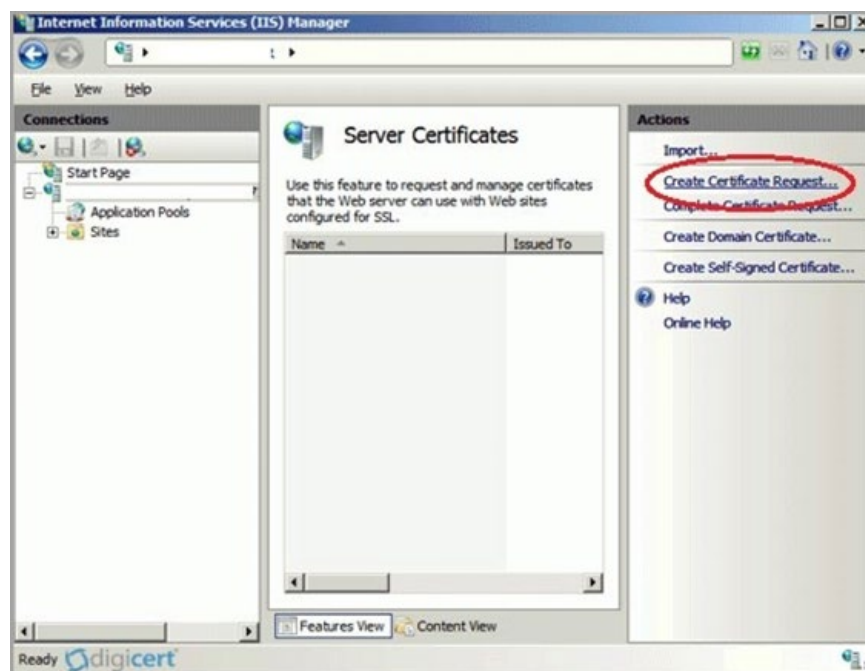 Internet Information Services (IIS) Manager
File View Help
Connections
Start Page
Application Pools
Sites
Server Certificates
Use this feature to request and manage certificates
that the Web server can use with Web sites
configured for SSL.
Name
Issued To
Features View
Content View
Actions
Import...
Create Certificate Request...
Complete Certificate Request...
Create Domain Certificate...
Create Self-Signed Certificate...
Help
Online Help
Ready
digicert